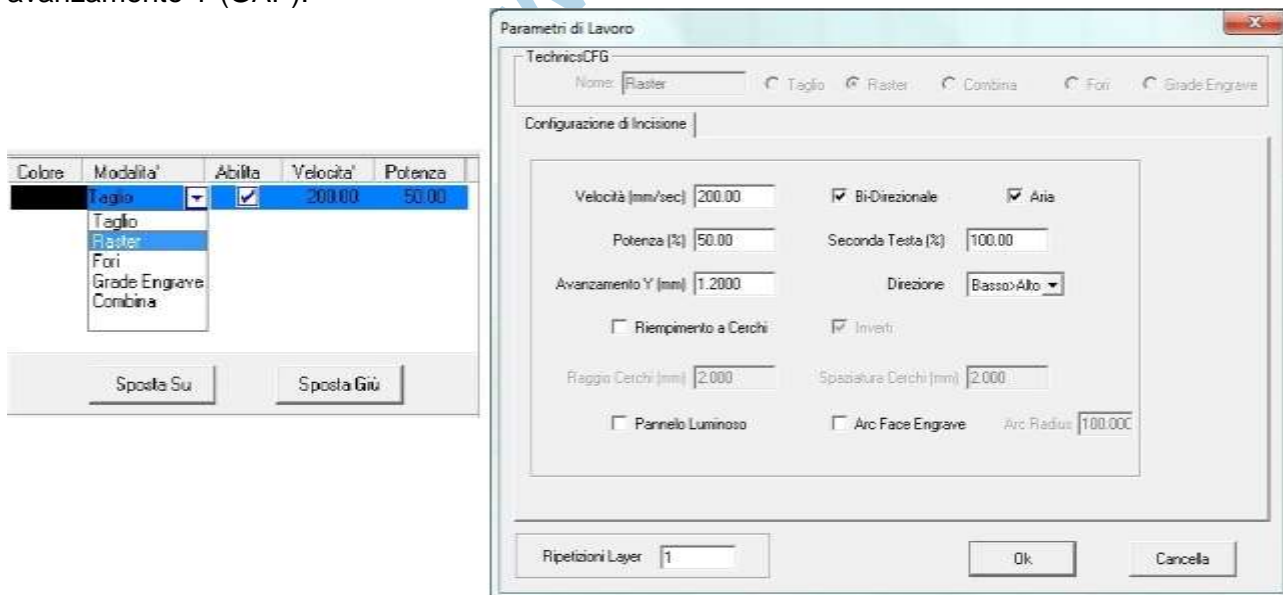 avanzamento Y (GAP).
Colore Modalita' Abilita Velocita' Potenza
Taglio 200.00 50.00
Taglio
Raster
Fori
Grade Engrave
Combina
Sposta Su Sposta Giù
Parametri di Lavoro
TechnicsCFG
Nome: Raster Taglio Raster Combina Fori Grade Engrave
Configurazione di Incisione
Velocità (mm/sec) 200.00 Bi-Direzionale Aria
Potenza (%) 50.00 Seconda Testa (%) 100.00
Avanzamento Y (mm) 1.2000 Direzione Basso>Alto
Riempimento a Cerchi Inverti
Raggio Cerchi (mm) 2.000 Spaziatura Cerchi (mm) 2.000
Pannelo Luminoso Arc Face Engrave Arc Radius 100.000
Ripetizioni Layer 1 Ok Cancella